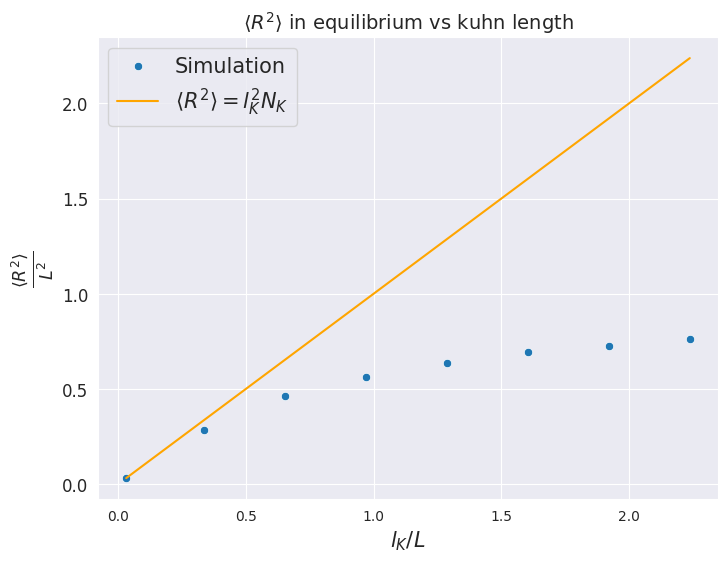 ⟨R²⟩ in equilibrium vs kuhn length
Simulation
⟨R²⟩ = l_K² N_K
2.0
1.5
1.0
0.5
0.0
⟨R²⟩
L²
0.0 0.5 1.0 1.5 2.0
l_K/L